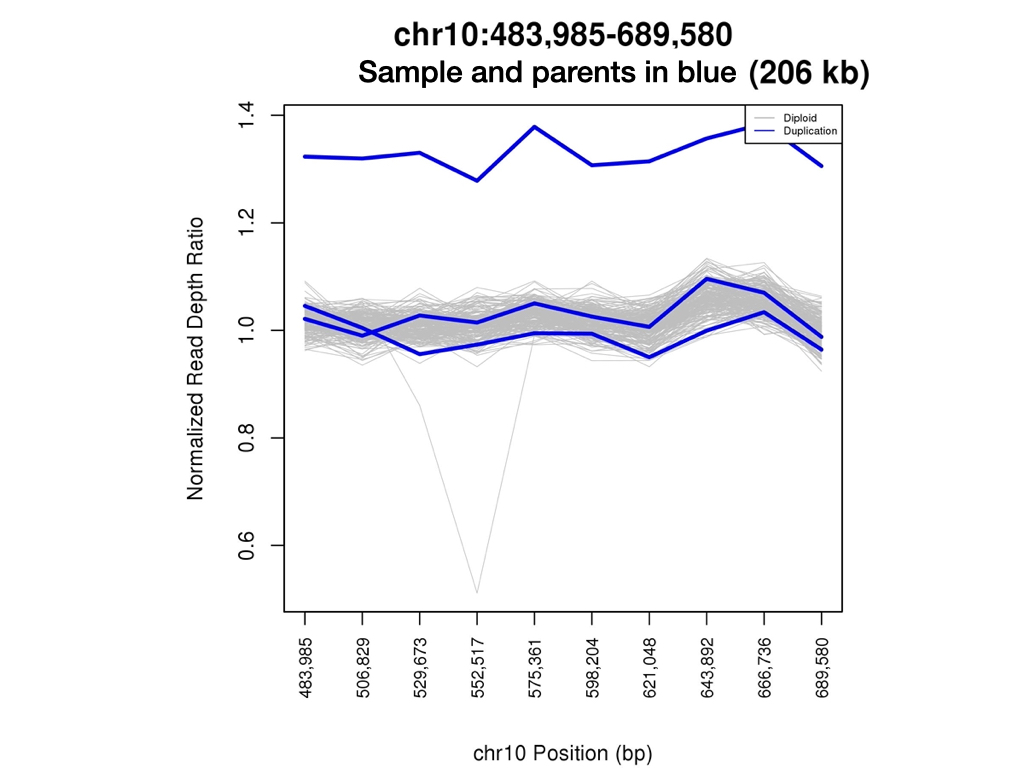 chr10:483,985-689,580
Sample and parents in blue (206 kb)
Diploid
Duplication
Normalized Read Depth Ratio
1.4
1.2
1.0
0.8
0.6
483,985
506,829
529,673
552,517
575,361
598,204
621,048
643,892
666,736
689,580
chr10 Position (bp)